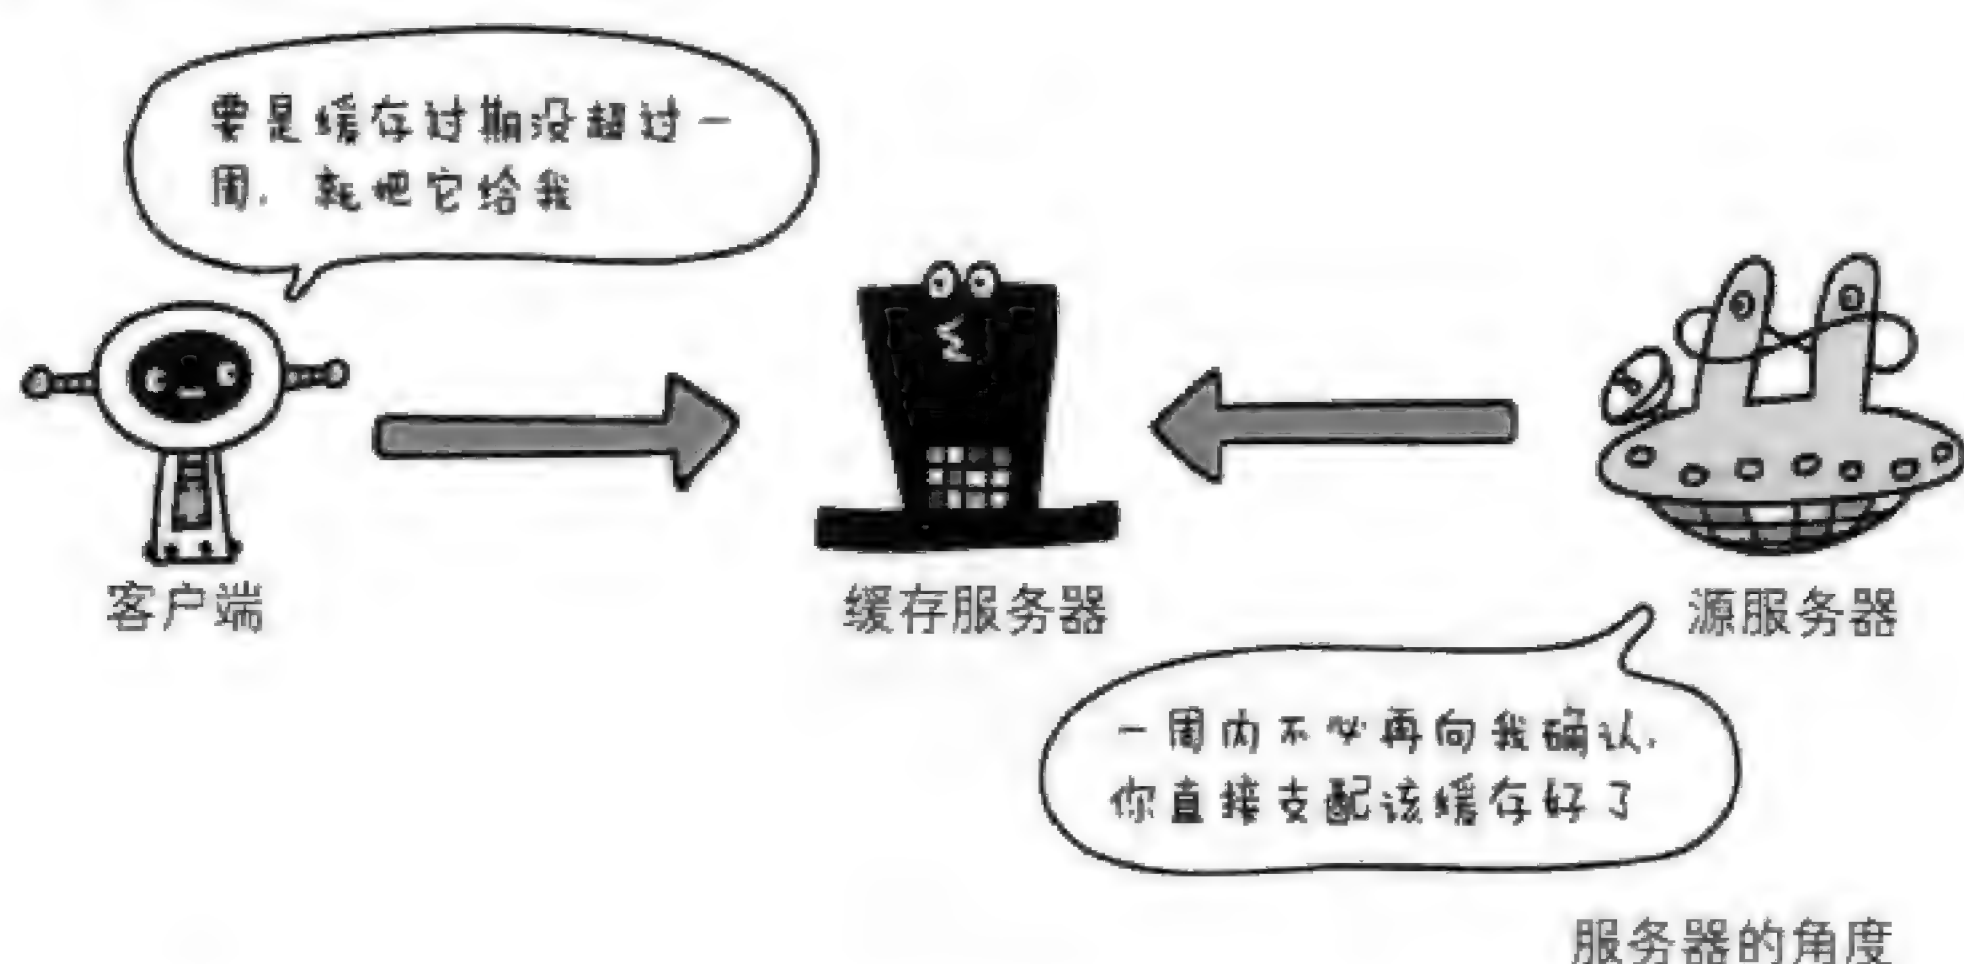 要是缓存过期没超过一
周，就把它给我
客户端
缓存服务器
源服务器
一周内不必再向我确认，
你直接支配该缓存好了
服务器的角度